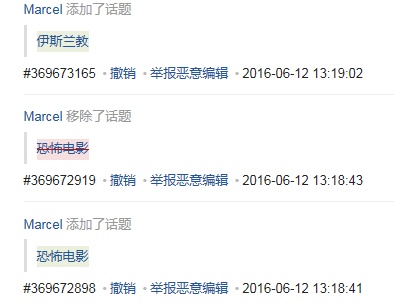 Marcel 添加了话题
伊斯兰教
#369673165 • 撤销 • 举报恶意编辑 • 2016-06-12 13:19:02
Marcel 移除了话题
恐怖电影
#369672919 • 撤销 • 举报恶意编辑 • 2016-06-12 13:18:43
Marcel 添加了话题
恐怖电影
#369672898 • 撤销 • 举报恶意编辑 • 2016-06-12 13:18:41